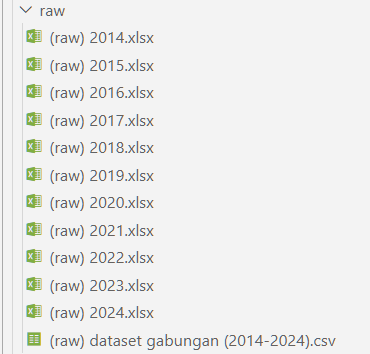 raw
(raw) 2014.xlsx
(raw) 2015.xlsx
(raw) 2016.xlsx
(raw) 2017.xlsx
(raw) 2018.xlsx
(raw) 2019.xlsx
(raw) 2020.xlsx
(raw) 2021.xlsx
(raw) 2022.xlsx
(raw) 2023.xlsx
(raw) 2024.xlsx
(raw) dataset gabungan (2014-2024).csv